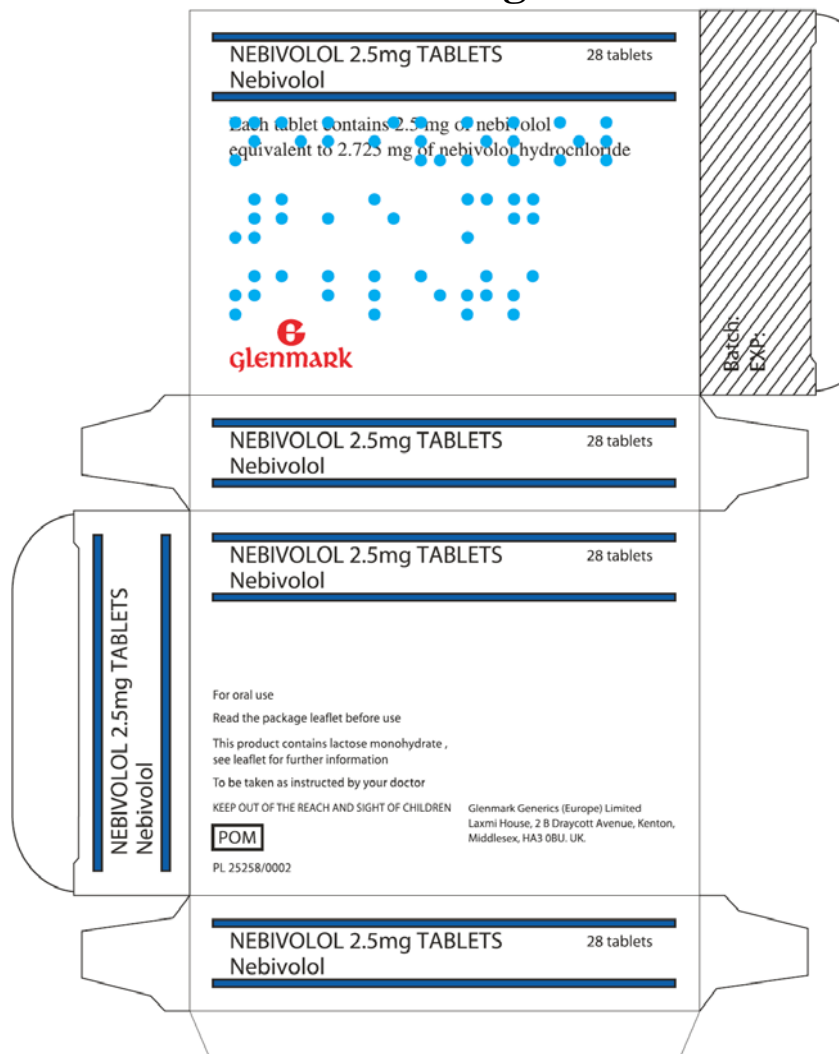 NEBIVOLOL 2.5mg TABLETS 28 tablets
Nebivolol
Each tablet contains 2.5 mg of nebivolol
equivalent to 2.725 mg of nebivolol hydrochloride
glenmark
Batch:
EXP:
NEBIVOLOL 2.5mg TABLETS 28 tablets
Nebivolol
NEBIVOLOL 2.5mg TABLETS
Nebivolol
NEBIVOLOL 2.5mg TABLETS 28 tablets
Nebivolol
For oral use
Read the package leaflet before use
This product contains lactose monohydrate ,
see leaflet for further information
To be taken as instructed by your doctor
KEEP OUT OF THE REACH AND SIGHT OF CHILDREN
POM
PL 25258/0002
Glenmark Generics (Europe) Limited
Laxmi House, 2 B Draycott Avenue, Kenton,
Middlesex, HA3 0BU. UK.
NEBIVOLOL 2.5mg TABLETS 28 tablets
Nebivolol